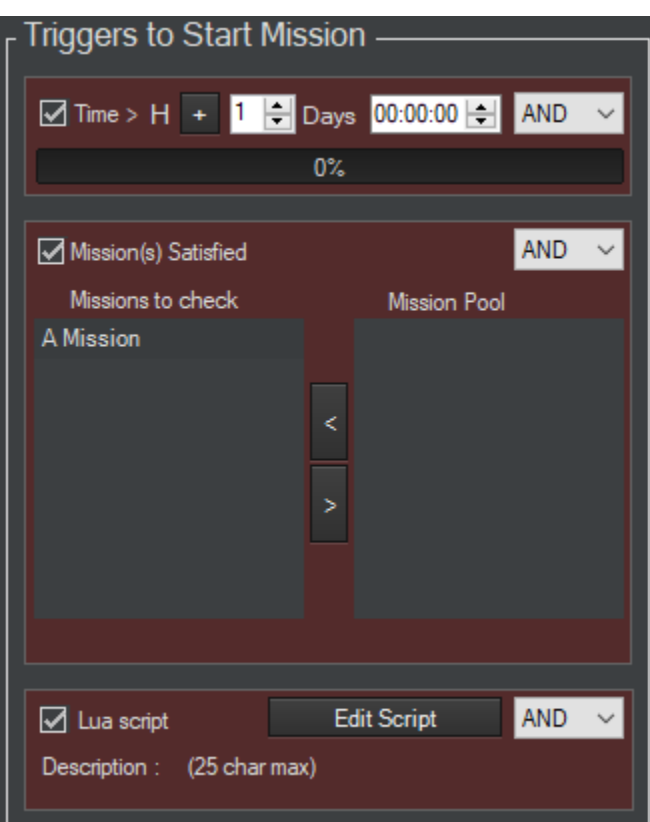 Triggers to Start Mission
Time > H + 1 Days 00:00:00 AND
0%
Mission(s) Satisfied AND
Missions to check Mission Pool
A Mission
<
>
Lua script Edit Script AND
Description : (25 char max)